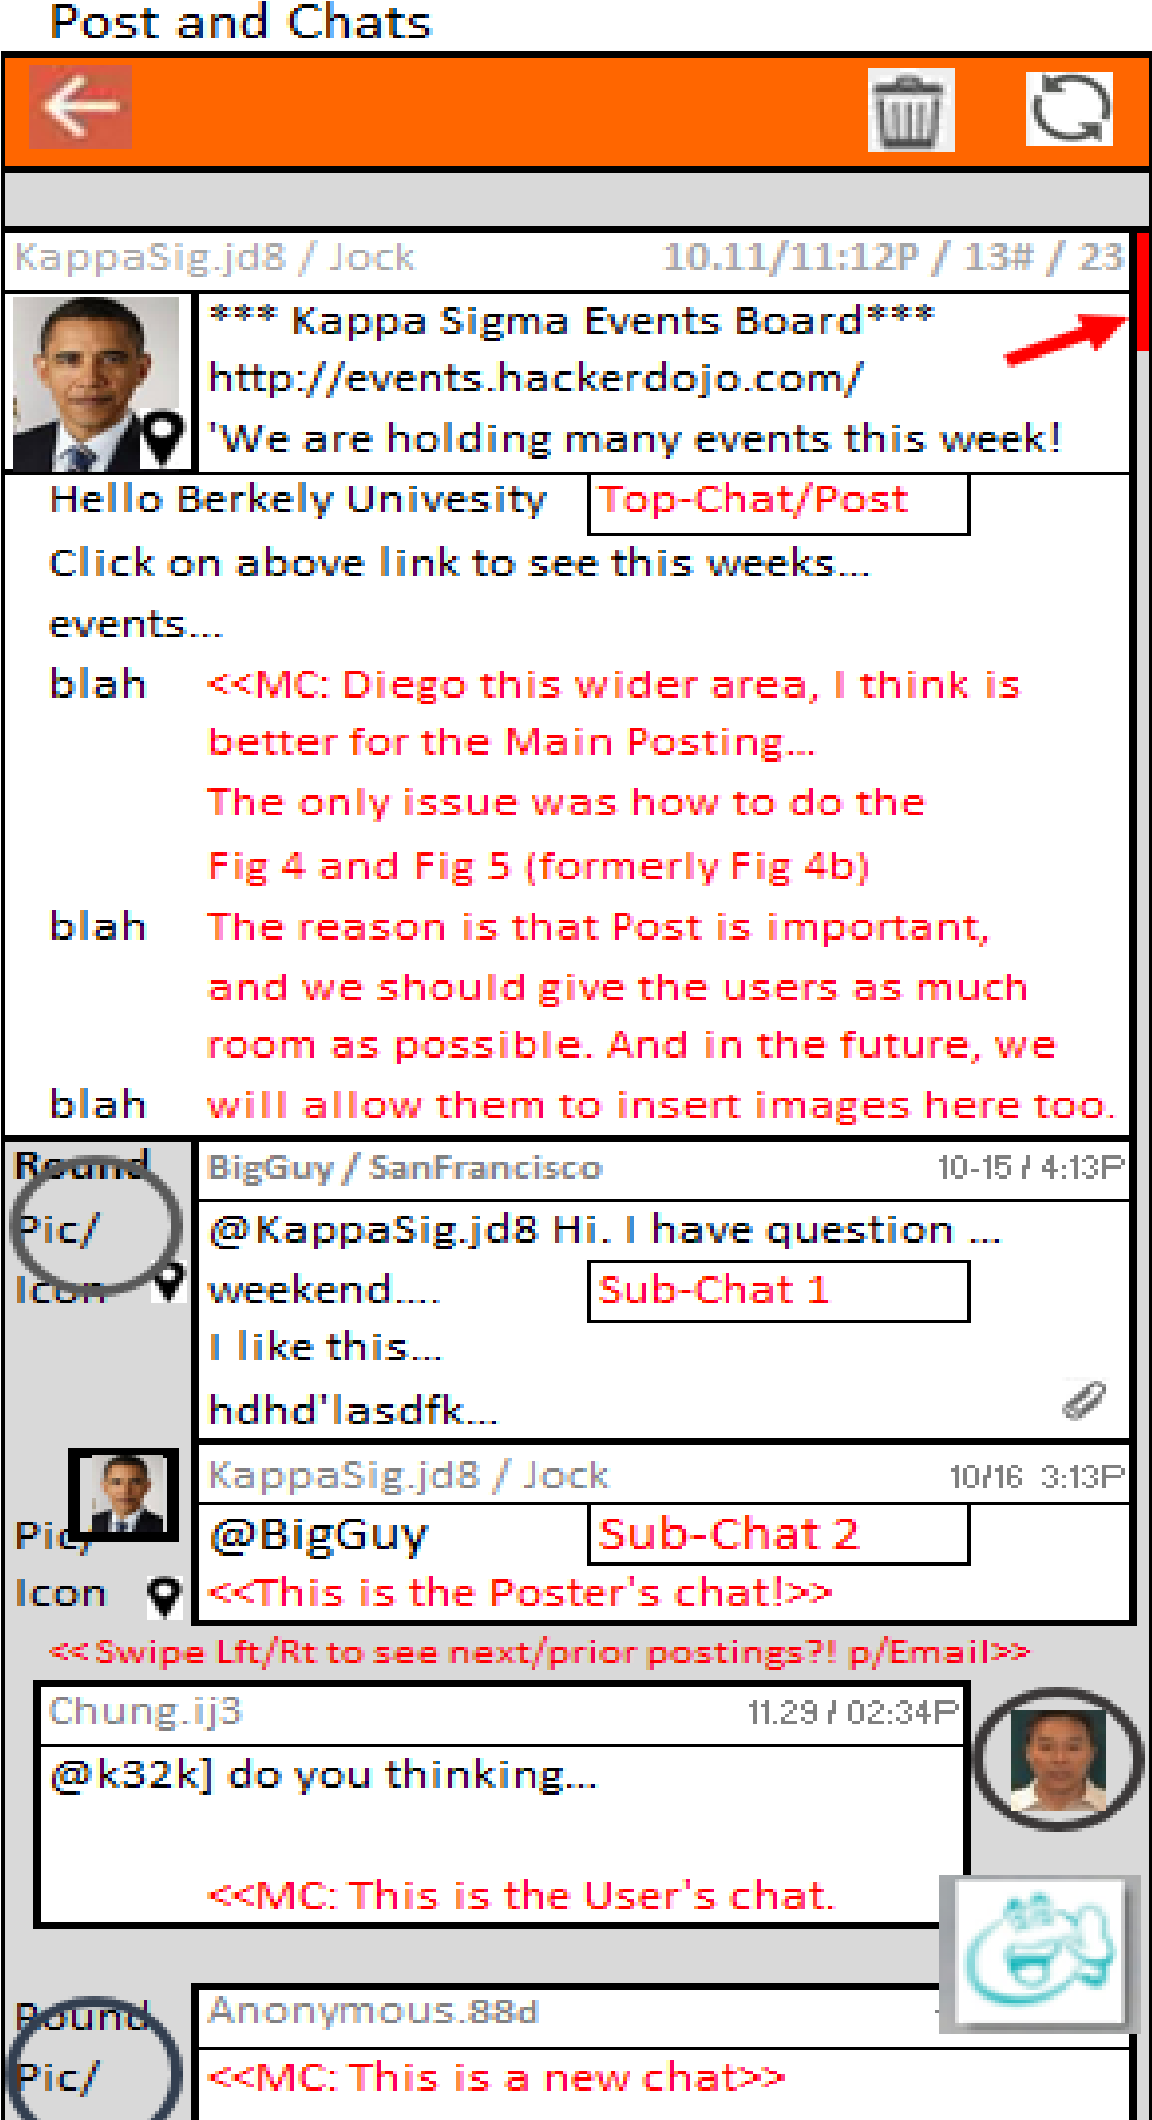 Post and Chats
KappaSig.jd8 / Jock 10.11/11:12P / 13# / 23
*** Kappa Sigma Events Board***
http://events.hackerdojo.com/
'We are holding many events this week!
Hello Berkely Univesity Top-Chat/Post
Click on above link to see this weeks...
events...
blah <<MC: Diego this wider area, I think is
better for the Main Posting...
The only issue was how to do the
Fig 4 and Fig 5 (formerly Fig 4b)
blah The reason is that Post is important,
and we should give the users as much
room as possible. And in the future, we
blah will allow them to insert images here too.
Round BigGuy / SanFrancisco 10-15 / 4:13P
Pic/ @KappaSig.jd8 Hi. I have question ...
Icon weekend.... Sub-Chat 1
I like this...
hdhd'lasdfk...
KappaSig.jd8 / Jock 10/16 3:13P
Pic/ @BigGuy Sub-Chat 2
Icon <<This is the Poster's chat!>>
<< Swipe Lft/Rt to see next/prior postings?! p/Email>>
Chung.ij3 11.29 / 02:34P
@k32k] do you thinking...
<<MC: This is the User's chat.
Round Anonymous.88d
Pic/ <<MC: This is a new chat>>